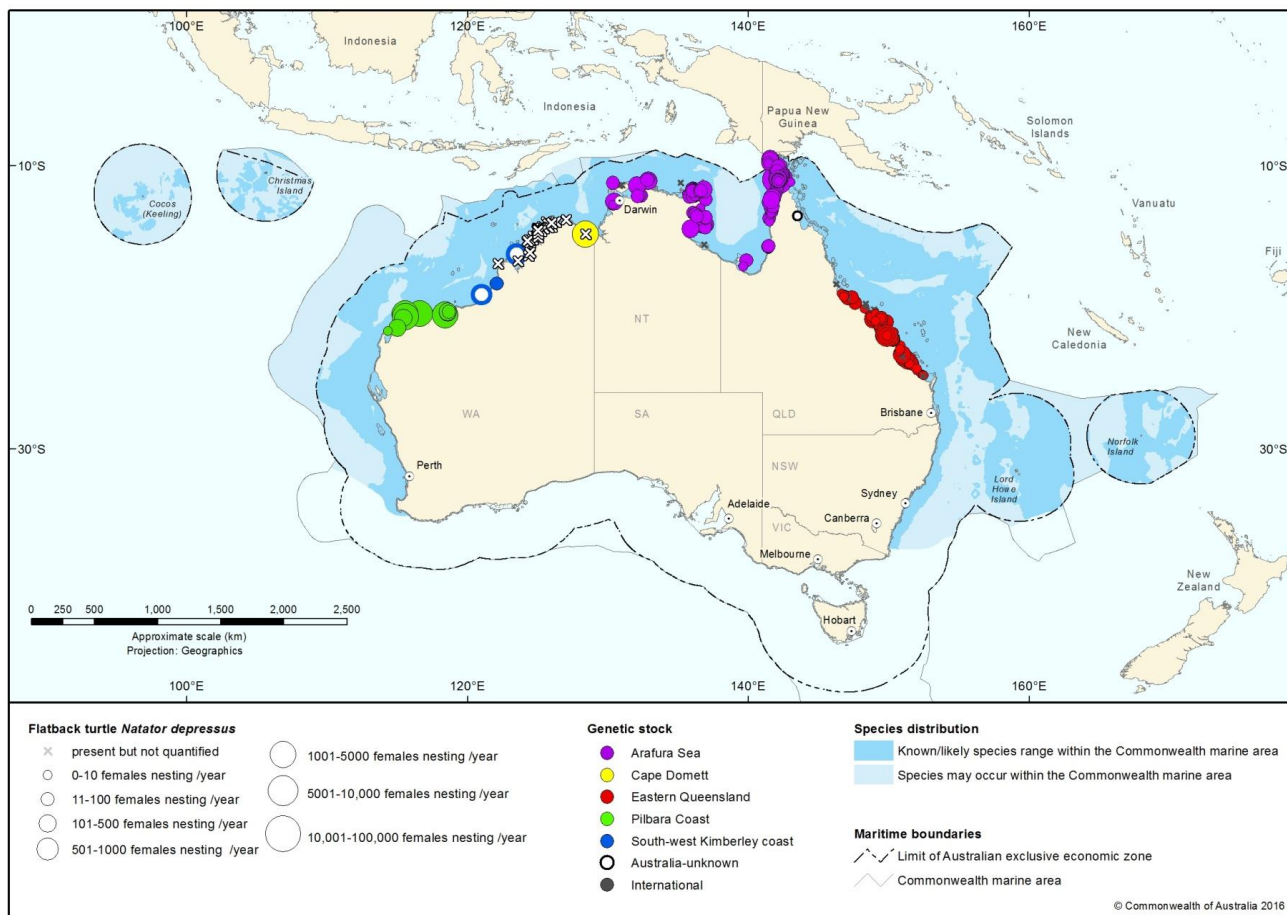 100°E
120°E
140°E
160°E
Indonesia
Indonesia
Papua New
Guinea
Solomon
Islands
10°S
10°S
Christmas
Island
Cocos
(Keeling)
Darwin
Vanuatu
Fiji
NT
New
Caledonia
WA
SA
QLD
Brisbane
30°S
30°S
Norfolk
Island
Perth
NSW
Lord
Howe
Island
Sydney
Adelaide
Canberra
VIC
Melbourne
New
Zealand
Hobart
0 250 500 1,000 1,500 2,000 2,500
Approximate scale (km)
Projection: Geographics
100°E
120°E
140°E
160°E
Flatback turtle Natator depressus
present but not quantified
0-10 females nesting /year
11-100 females nesting /year
101-500 females nesting /year
501-1000 females nesting /year
1001-5000 females nesting /year
5001-10,000 females nesting /year
10,001-100,000 females nesting /year
Genetic stock
Arafura Sea
Cape Domett
Eastern Queensland
Pilbara Coast
South-west Kimberley coast
Australia-unknown
International
Species distribution
Known/likely species range within the Commonwealth marine area
Species may occur within the Commonwealth marine area
Maritime boundaries
Limit of Australian exclusive economic zone
Commonwealth marine area
© Commonwealth of Australia 2016